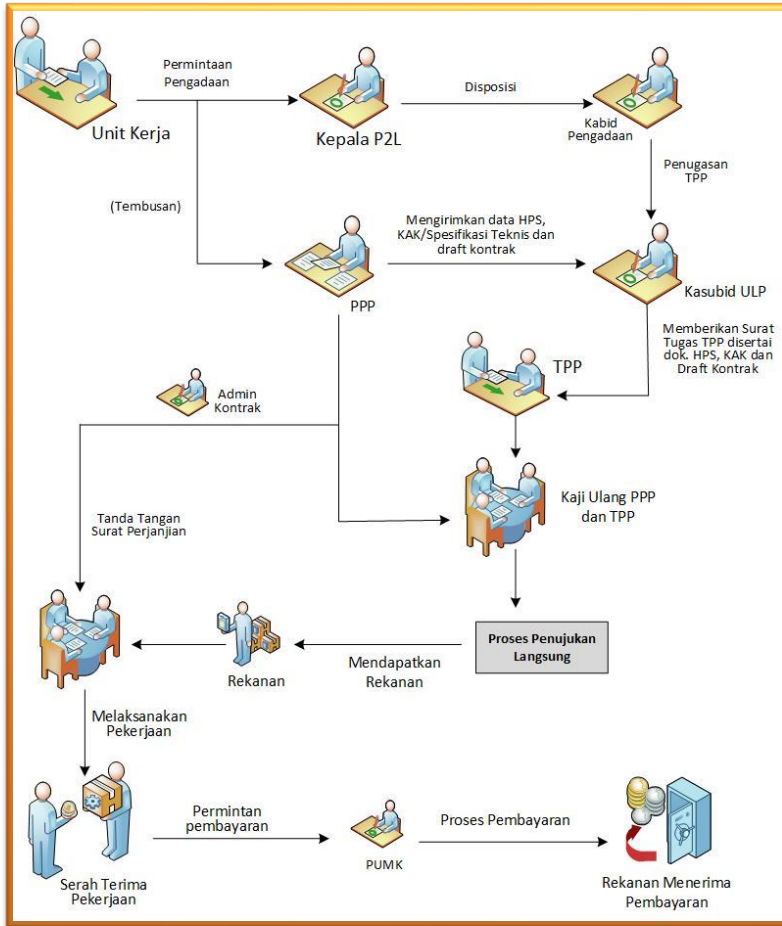 Permintaan
Pengadaan
Disposisi
Unit Kerja
Kepala P2L
Kabid
Pengadaan
Penugasan
TPP
(Tembusan)
Mengirimkan data HPS,
KAK/Spesifikasi Teknis dan
draft kontrak
PPP
Kasubid ULP
Memberikan Surat
Tugas TPP disertai
dok. HPS, KAK dan
Draft Kontrak
TPP
Admin
Kontrak
Kaji Ulang PPP
dan TPP
Tanda Tangan
Surat Perjanjian
Proses Penujukan
Langsung
Mendapatkan
Rekanan
Rekanan
Melaksanakan
Pekerjaan
Permintan
pembayaran
Proses Pembayaran
PUMK
Serah Terima
Pekerjaan
Rekanan Menerima
Pembayaran